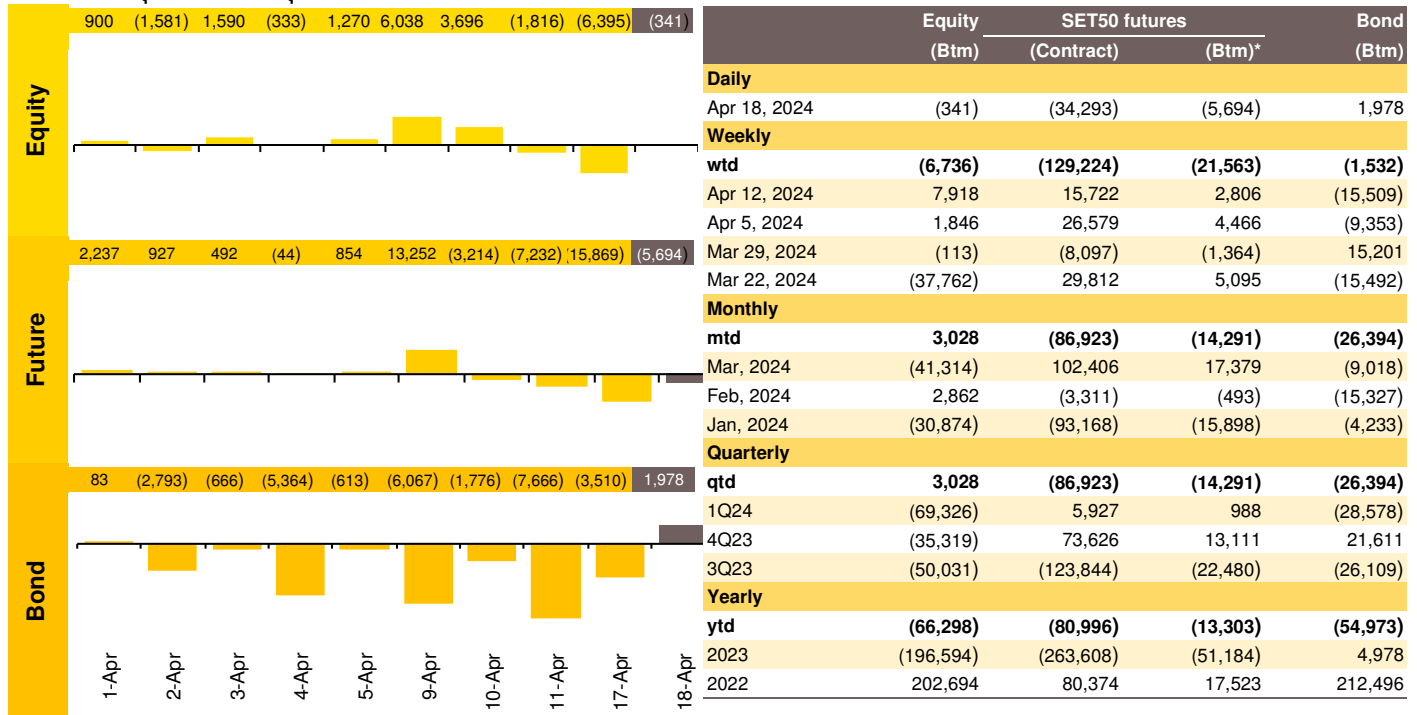 900 (1,581) 1,590 (333) 1,270 6,038 3,696 (1,816) (6,395) (341)
Equity
2,237 927 492 (44) 854 13,252 (3,214) (7,232) (15,869) (5,694)
Future
83 (2,793) (666) (5,364) (613) (6,067) (1,776) (7,666) (3,510) 1,978
Bond
1-Apr 2-Apr 3-Apr 4-Apr 5-Apr 9-Apr 10-Apr 11-Apr 17-Apr 18-Apr
Equity SET50 futures Bond
(Btm) (Contract) (Btm)* (Btm)
Daily
Apr 18, 2024 (341) (34,293) (5,694) 1,978
Weekly
wtd (6,736) (129,224) (21,563) (1,532)
Apr 12, 2024 7,918 15,722 2,806 (15,509)
Apr 5, 2024 1,846 26,579 4,466 (9,353)
Mar 29, 2024 (113) (8,097) (1,364) 15,201
Mar 22, 2024 (37,762) 29,812 5,095 (15,492)
Monthly
mtd 3,028 (86,923) (14,291) (26,394)
Mar, 2024 (41,314) 102,406 17,379 (9,018)
Feb, 2024 2,862 (3,311) (493) (15,327)
Jan, 2024 (30,874) (93,168) (15,898) (4,233)
Quarterly
qtd 3,028 (86,923) (14,291) (26,394)
1Q24 (69,326) 5,927 988 (28,578)
4Q23 (35,319) 73,626 13,111 21,611
3Q23 (50,031) (123,844) (22,480) (26,109)
Yearly
ytd (66,298) (80,996) (13,303) (54,973)
2023 (196,594) (263,608) (51,184) 4,978
2022 202,694 80,374 17,523 212,496